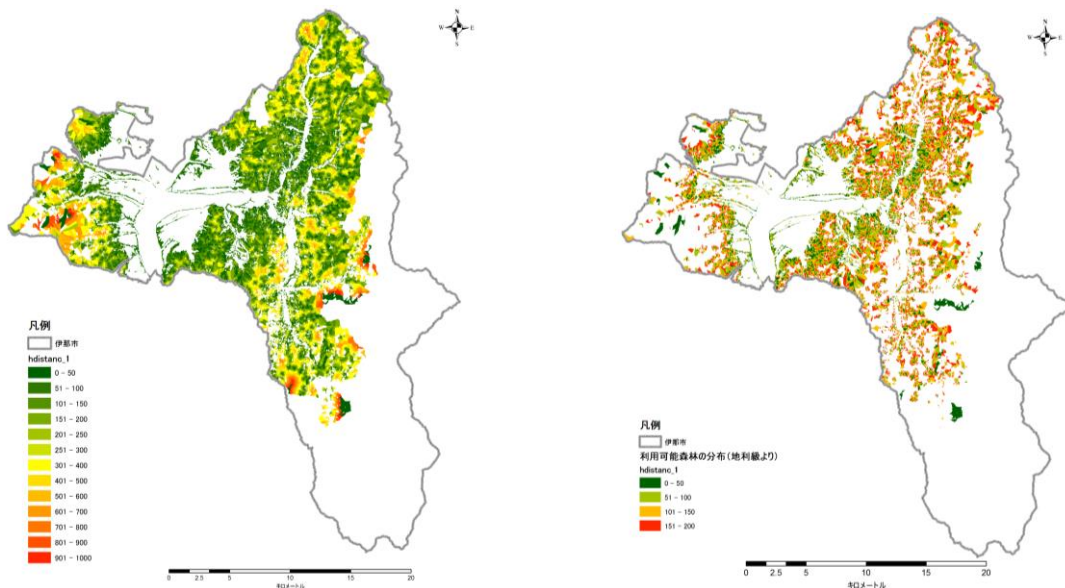 N
W E
S
凡例
伊那市
hdistanc_1
0 - 50
51 - 100
101 - 150
151 - 200
201 - 250
251 - 300
301 - 400
401 - 500
501 - 600
601 - 700
701 - 800
801 - 900
901 - 1000
0 2.5 5 10 15 20
キロメートル
N
W E
S
凡例
伊那市
利用可能森林の分布(地利級より)
hdistanc_1
0 - 50
51 - 100
101 - 150
151 - 200
0 2.5 5 10 15 20
キロメートル